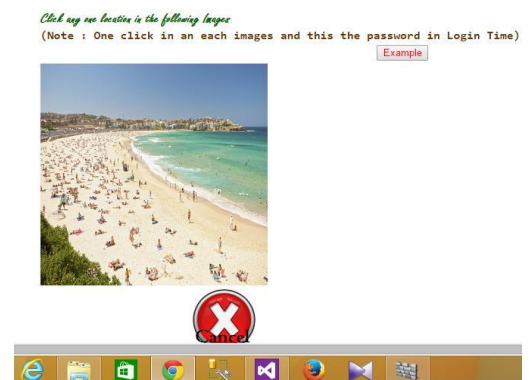 Click any one location in the following Images
(Note : One click in an each images and this the password in Login Time)
Example
Cancel